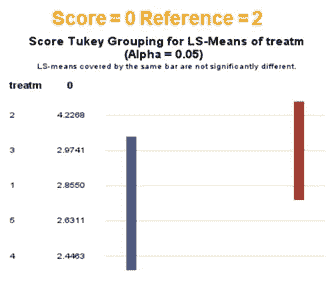 Score = 0 Reference = 2
Score Tukey Grouping for LS-Means of treatm
(Alpha = 0.05)
LS-means covered by the same bar are not significantly different.
treatm 0
2 4.2268
3 2.9741
1 2.8550
5 2.6311
4 2.4463